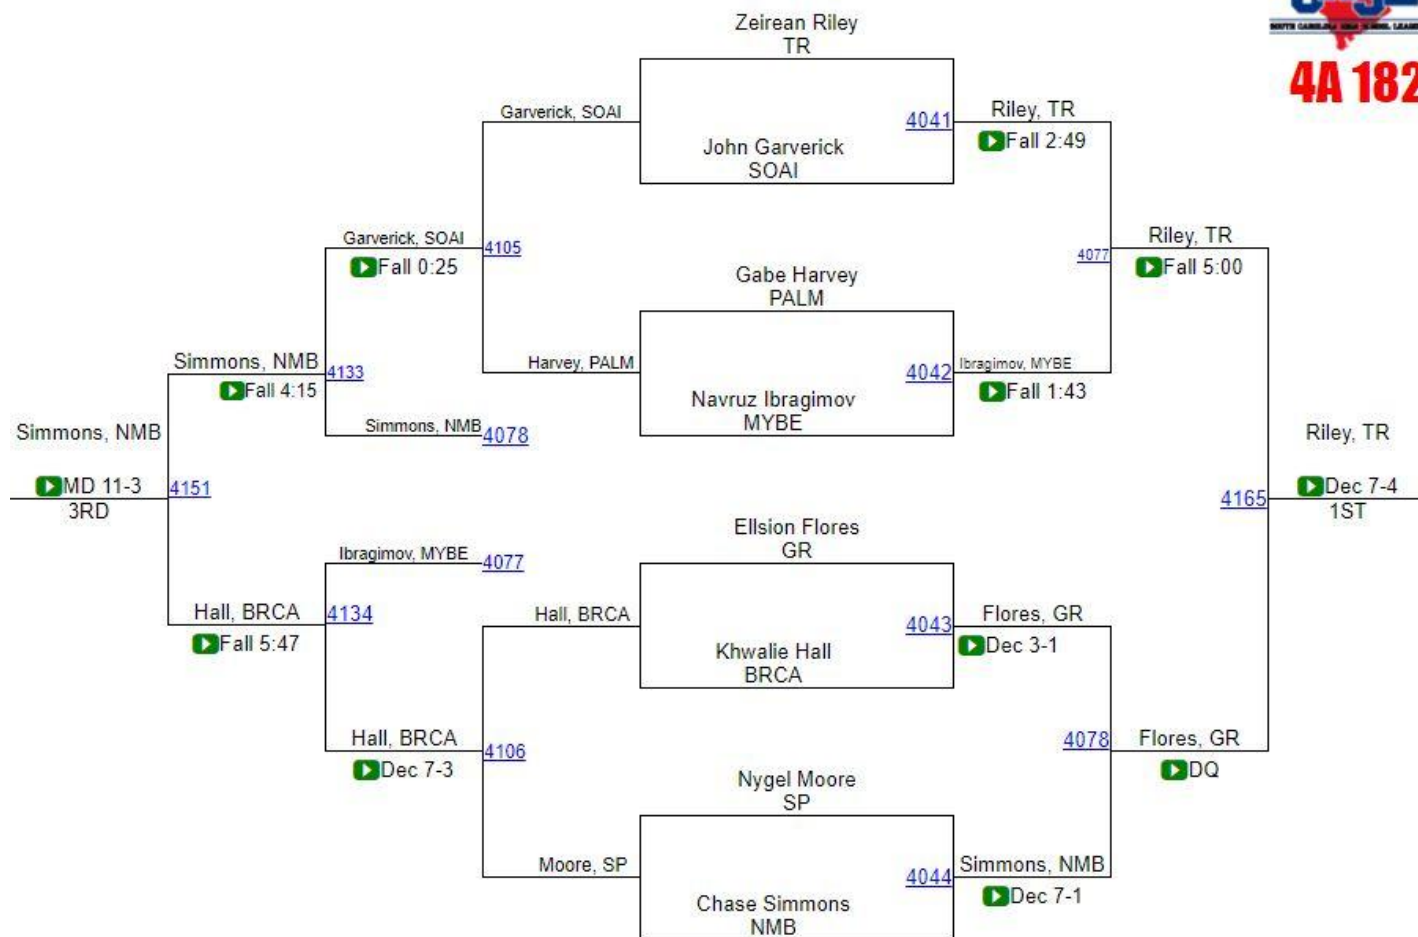 Zeirean Riley
TR
SOUTH CAROLINA HIGH SCHOOL LEAGUE
4A 182
Garverick, SOAI
4041
Riley, TR
Fall 2:49
John Garverick
SOAI
Garverick, SOAI
4105
Fall 0:25
Riley, TR
4077
Fall 5:00
Gabe Harvey
PALM
Simmons, NMB
4133
Fall 4:15
Harvey, PALM
4042
Ibragimov, MYBE
Fall 1:43
Navruz Ibragimov
MYBE
Simmons, NMB
4078
Simmons, NMB
MD 11-3
4151
3RD
Riley, TR
4165
Dec 7-4
1ST
Ellsion Flores
GR
Ibragimov, MYBE
4077
Hall, BRCA
4134
Fall 5:47
Hall, BRCA
4043
Flores, GR
Dec 3-1
Khwalie Hall
BRCA
Hall, BRCA
4106
Dec 7-3
4078
Flores, GR
DQ
Nygel Moore
SP
Moore, SP
4044
Simmons, NMB
Dec 7-1
Chase Simmons
NMB